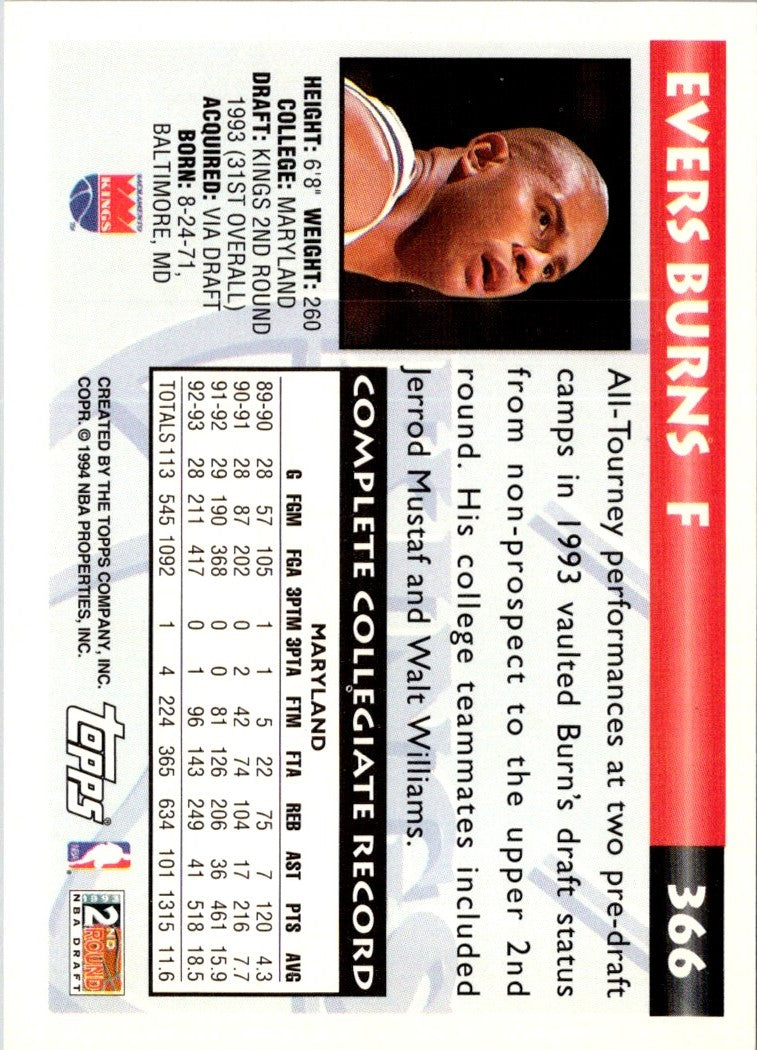 EVERS BURNS F 366
All-Tourney performances at two pre-draft
camps in 1993 vaulted Burn's draft status
from non-prospect to the upper 2nd
round. His college teammates included
Jerrod Mustaf and Walt Williams.
HEIGHT: 6'8" WEIGHT: 260
COLLEGE: MARYLAND
DRAFT: KINGS 2ND ROUND
1993 (31ST OVERALL)
ACQUIRED: VIA DRAFT
BORN: 8-24-71,
BALTIMORE, MD
SACRAMENTO
KINGS
TM
COMPLETE COLLEGIATE RECORD
MARYLAND
G FGM FGA 3PTM 3PTA FTM FTA REB AST PTS AVG
89-90 28 57 105 1 1 5 22 75 7 120 4.3
90-91 28 87 202 0 2 42 74 104 17 216 7.7
91-92 29 190 368 0 0 81 126 206 36 461 15.9
92-93 28 211 417 0 1 96 143 249 41 518 18.5
TOTALS 113 545 1092 1 4 224 365 634 101 1315 11.6
CREATED BY THE TOPPS COMPANY, INC.
COPR. © 1994 NBA PROPERTIES, INC.
topps®
NBA ®
1993
2ND
ROUND
NBA DRAFT